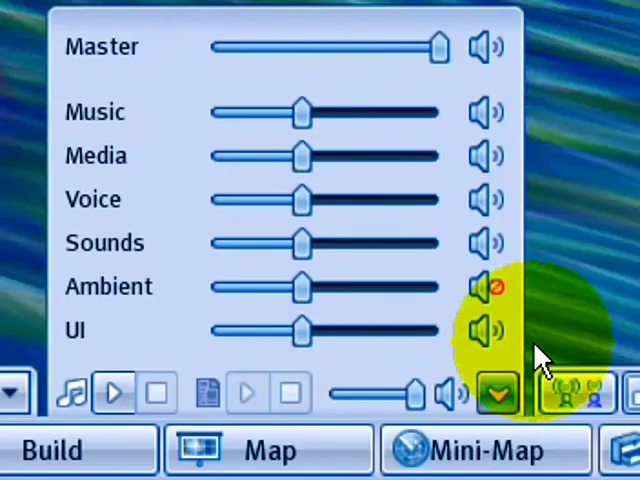 Master
Music
Media
Voice
Sounds
Ambient
UI
Build Map Mini-Map